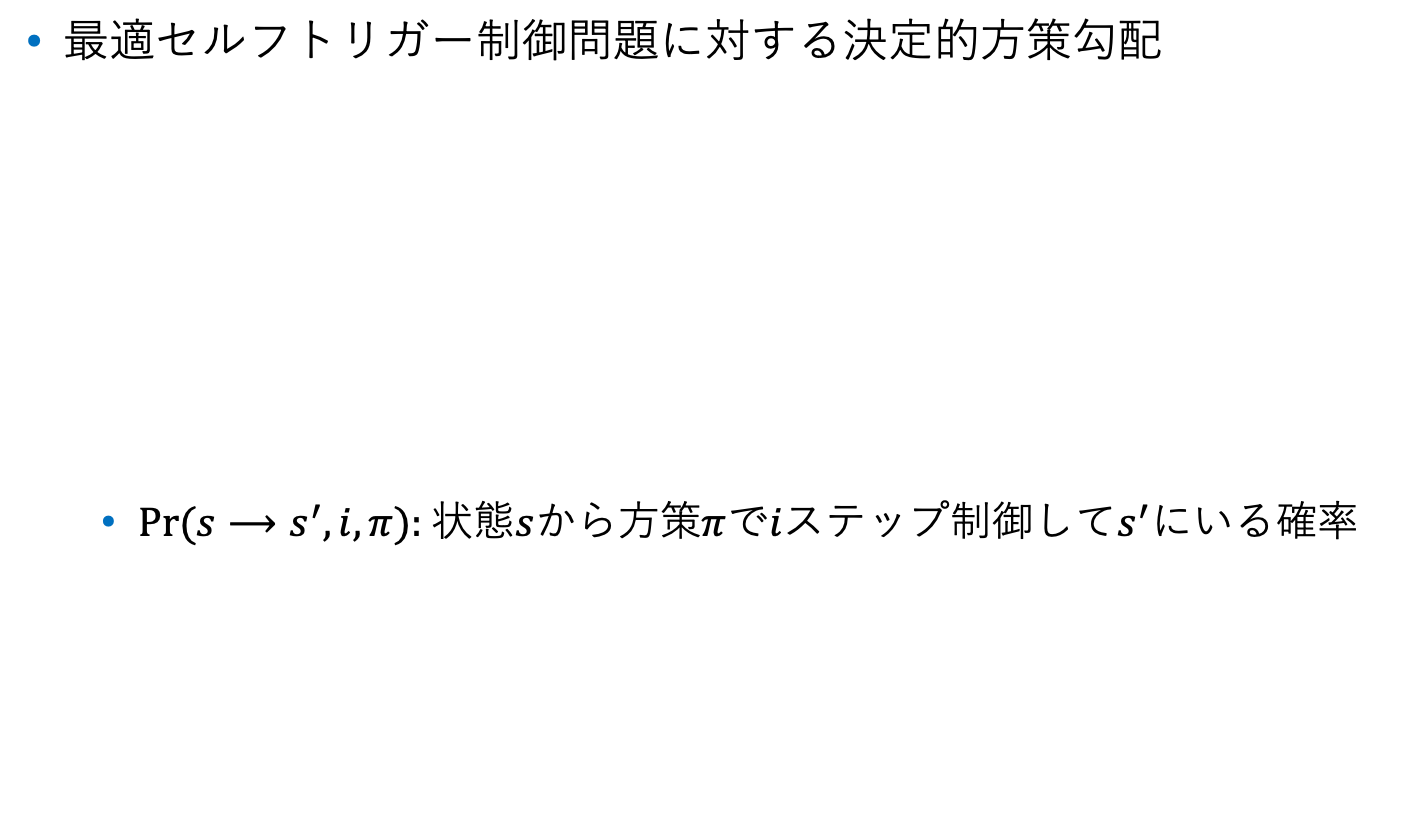 • 最適セルフトリガー制御問題に対する決定的方策勾配
• Pr(s ⟶ s′, i, π): 状態sから方策πでiステップ制御してs′にいる確率